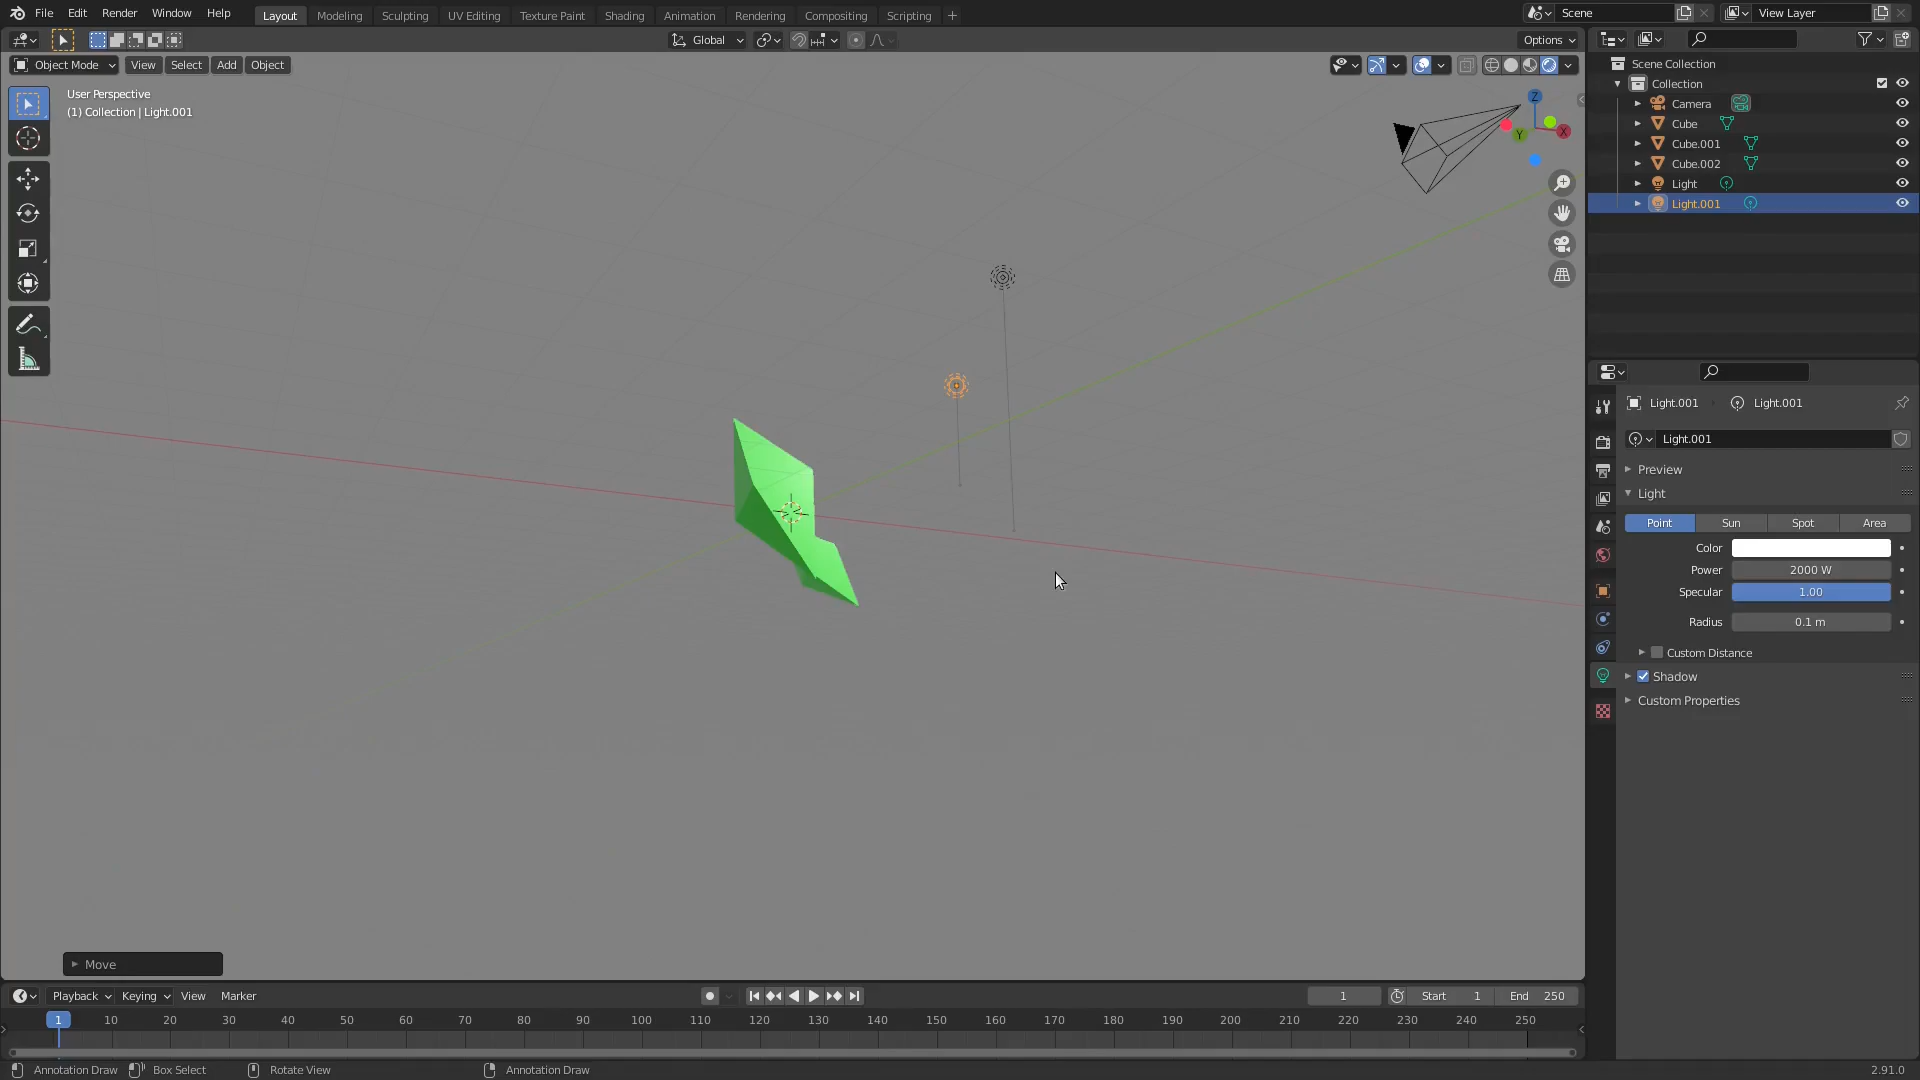 File Edit Render Window Help Layout Modeling Sculpting UV Editing Texture Paint Shading Animation Rendering Compositing Scripting + Scene View Layer
Global Options
Object Mode View Select Add Object
User Perspective
(1) Collection | Light.001
Z
X
Y
Scene Collection
Collection
Camera
Cube
Cube.001
Cube.002
Light
Light.001
Light.001 Light.001
Light.001
Preview
Light
Point Sun Spot Area
Color
Power 2000 W
Specular 1.00
Radius 0.1 m
Custom Distance
Shadow
Custom Properties
Move
Playback Keying View Marker 1 Start 1 End 250
1 10 20 30 40 50 60 70 80 90 100 110 120 130 140 150 160 170 180 190 200 210 220 230 240 250
Annotation Draw Box Select Rotate View Annotation Draw 2.91.0